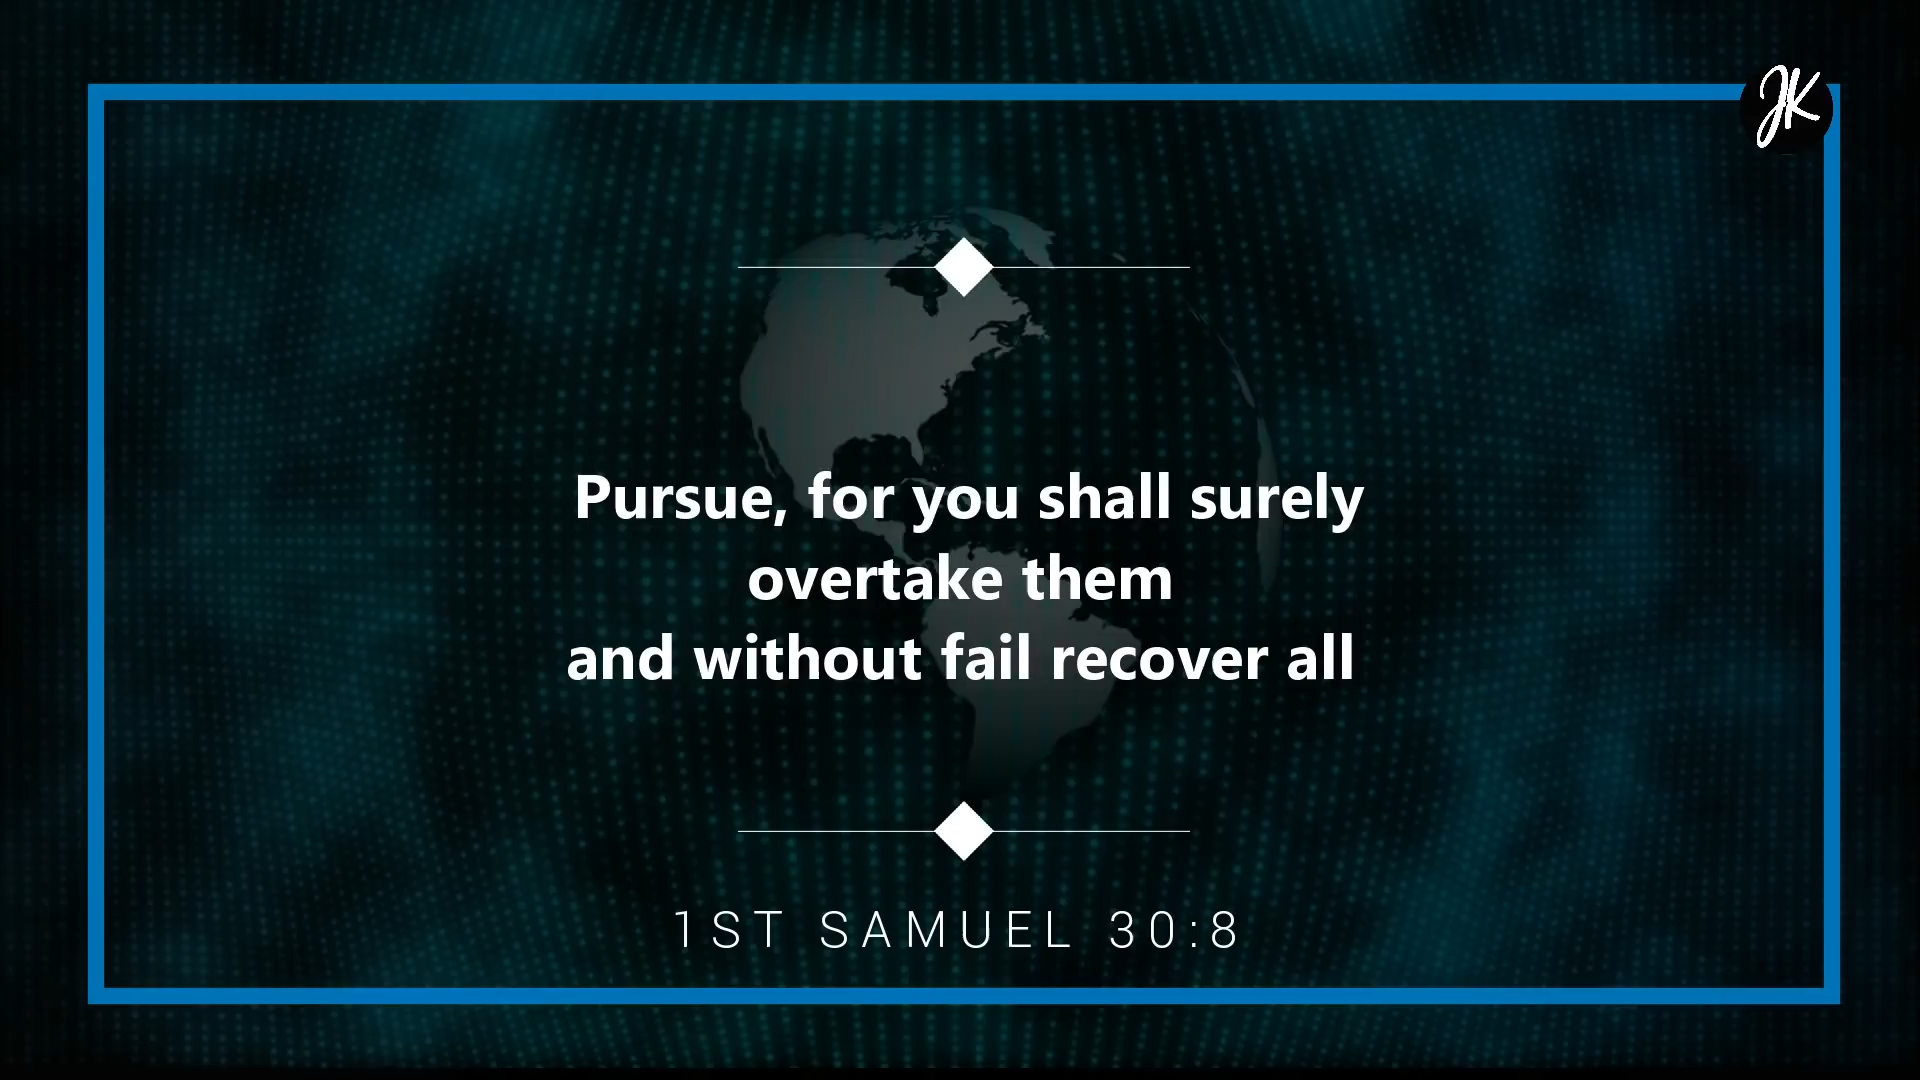 JK
Pursue, for you shall surely
overtake them
and without fail recover all
1ST SAMUEL 30:8